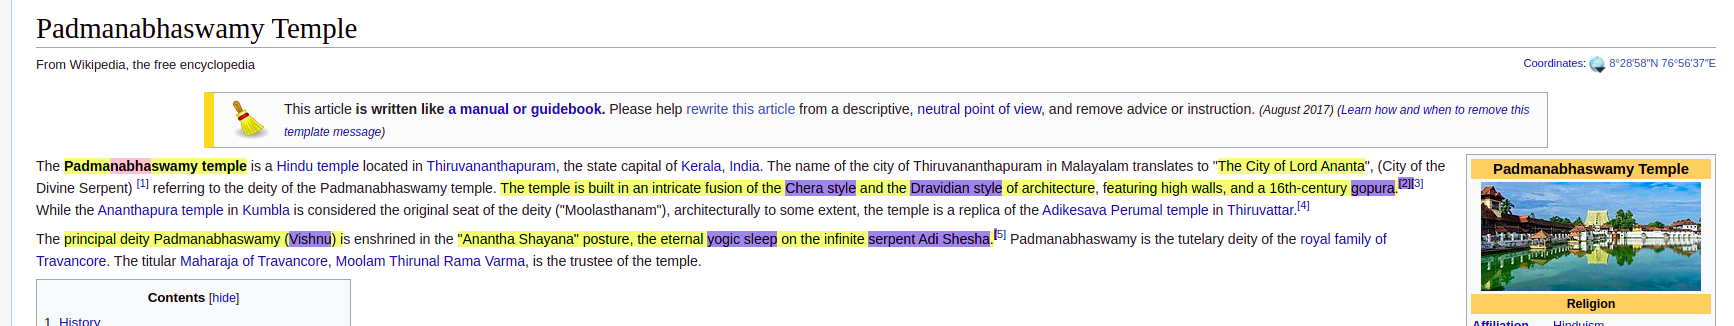 Padmanabhaswamy Temple
From Wikipedia, the free encyclopedia
Coordinates: 8°28′58″N 76°56′37″E
This article is written like a manual or guidebook. Please help rewrite this article from a descriptive, neutral point of view, and remove advice or instruction. (August 2017) (Learn how and when to remove this
template message)
The Padmanabhaswamy temple is a Hindu temple located in Thiruvananthapuram, the state capital of Kerala, India. The name of the city of Thiruvananthapuram in Malayalam translates to "The City of Lord Ananta", (City of the
Divine Serpent) [1] referring to the deity of the Padmanabhaswamy temple. The temple is built in an intricate fusion of the Chera style and the Dravidian style of architecture, featuring high walls, and a 16th-century gopura.[2][3]
While the Ananthapura temple in Kumbla is considered the original seat of the deity ("Moolasthanam"), architecturally to some extent, the temple is a replica of the Adikesava Perumal temple in Thiruvattar.[4]
The principal deity Padmanabhaswamy (Vishnu) is enshrined in the "Anantha Shayana" posture, the eternal yogic sleep on the infinite serpent Adi Shesha.[5] Padmanabhaswamy is the tutelary deity of the royal family of
Travancore. The titular Maharaja of Travancore, Moolam Thirunal Rama Varma, is the trustee of the temple.
Contents [hide]
1 History
Padmanabhaswamy Temple
Religion
Affiliation Hinduism